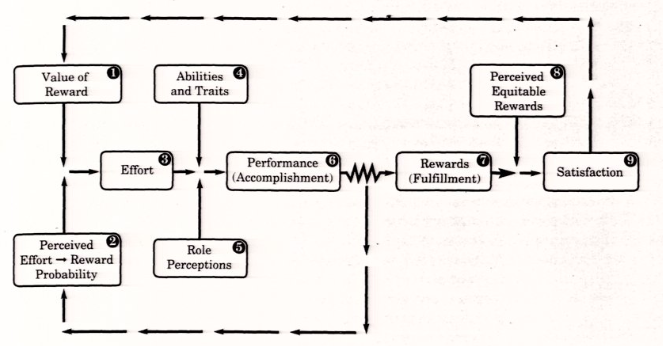 Value of
Reward
1
Abilities
and Traits
4
Perceived
Equitable
Rewards
8
Effort
3
Performance
(Accomplishment)
6
Rewards
(Fulfillment)
7
Satisfaction
9
Perceived
Effort → Reward
Probability
2
Role
Perceptions
5